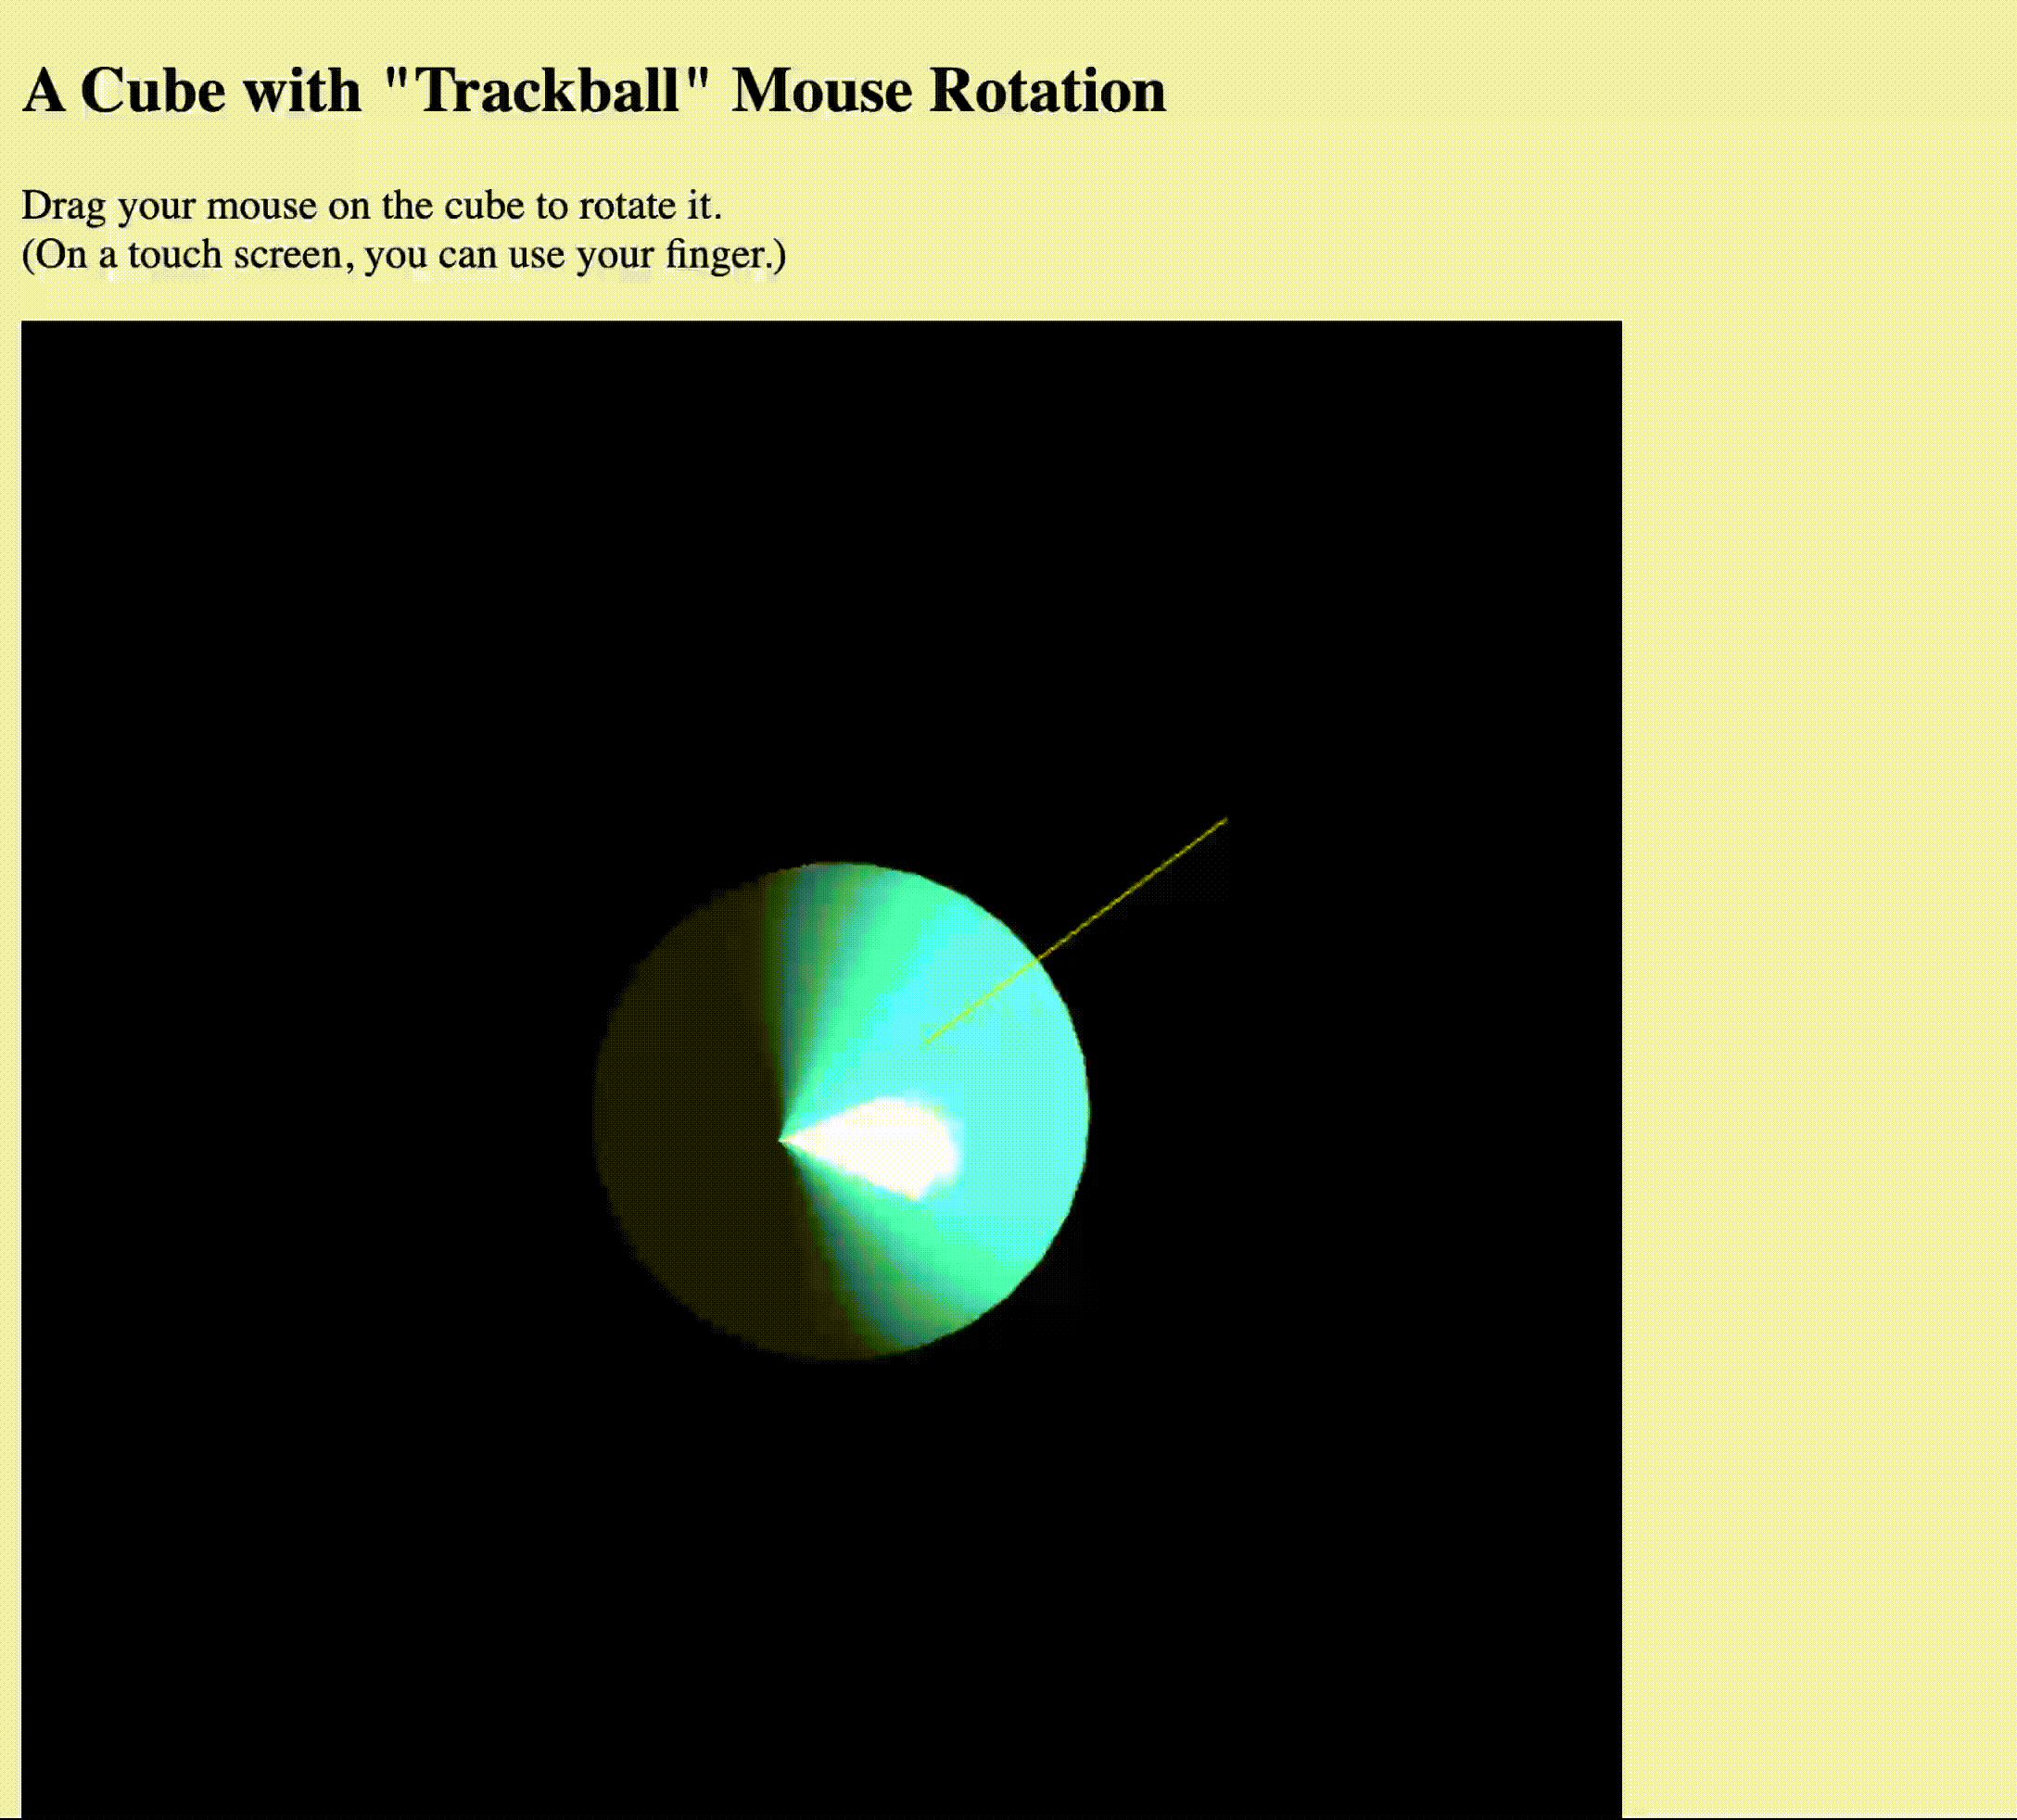 A Cube with "Trackball" Mouse Rotation
Drag your mouse on the cube to rotate it.
(On a touch screen, you can use your finger.)